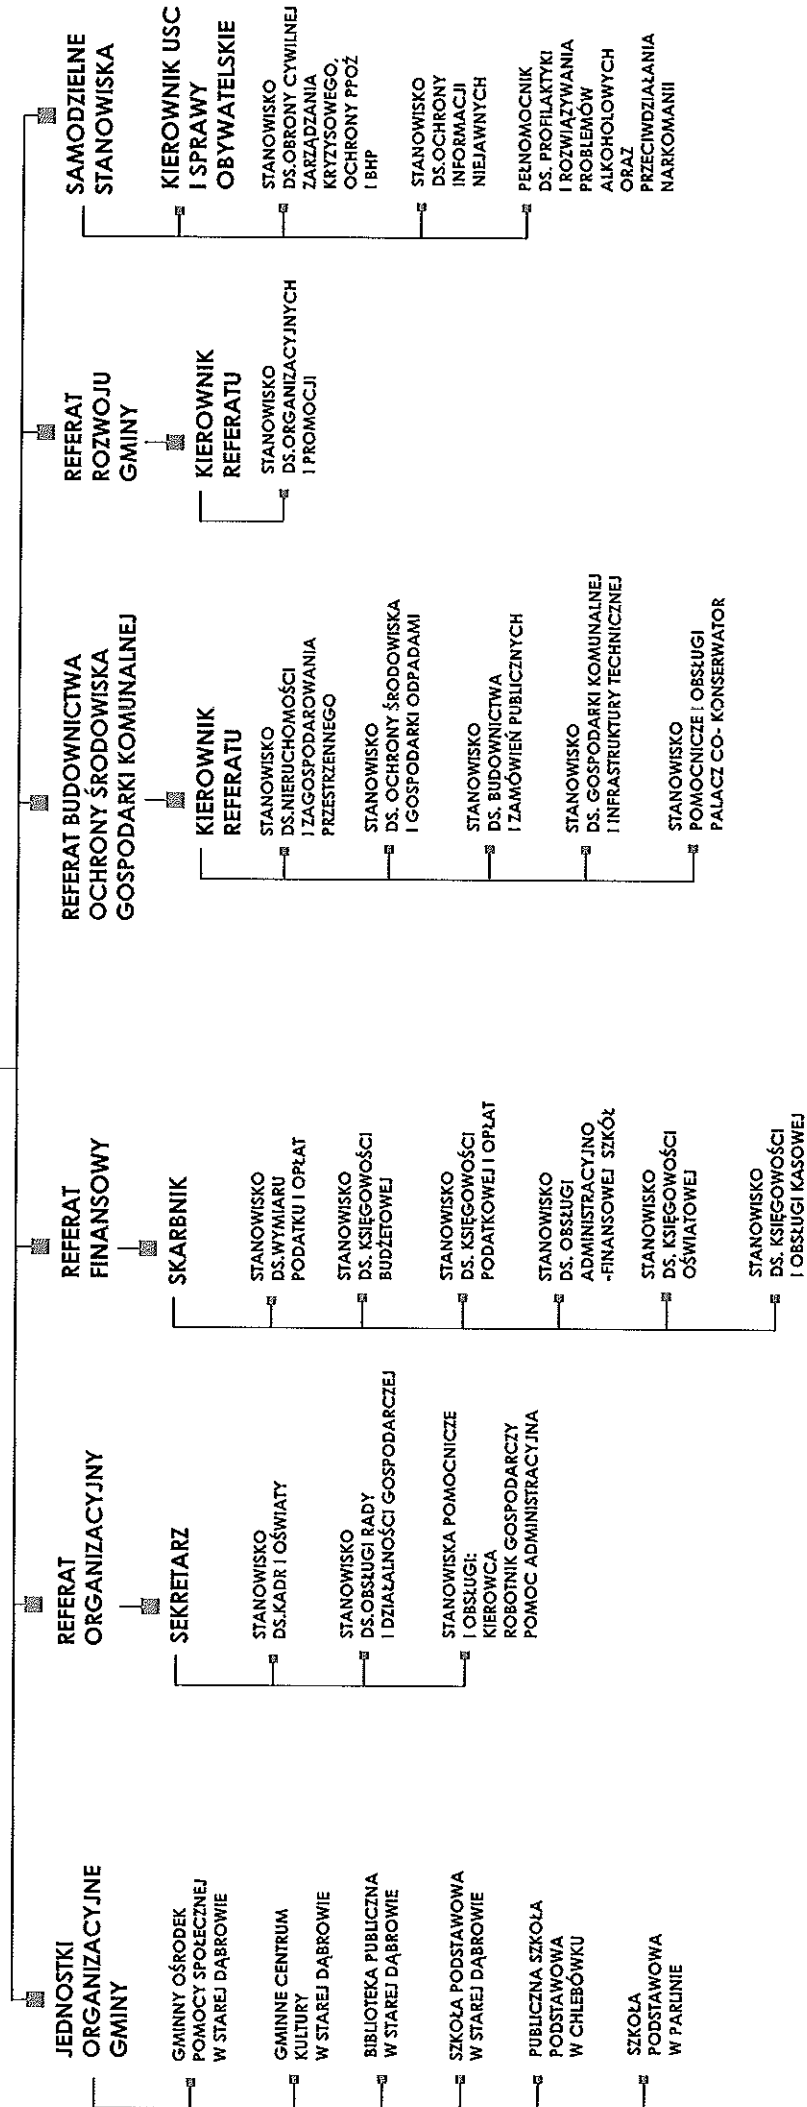 JEDNOSTKI
ORGANIZACYJNE
GMINY
GMINNY OŚRODEK
POMOCY SPOŁECZNEJ
W STAREJ DĄBROWIE
GMINNE CENTRUM
KULTURY
W STAREJ DĄBROWIE
BIBLIOTEKA PUBLICZNA
W STAREJ DĄBROWIE
SZKOŁA PODSTAWOWA
W STAREJ DĄBROWIE
PUBLICZNA SZKOŁA
PODSTAWOWA
W CHLEBÓWKU
SZKOŁA
PODSTAWOWA
W PARLINIE
REFERAT
ORGANIZACYJNY
SEKRETARZ
STANOWISKO
DS.KADR I OŚWIATY
STANOWISKO
DS.OBSŁUGI RADY
I DZIAŁALNOŚCI GOSPODARCZEJ
STANOWISKA POMOCNICZE
I OBSŁUGI:
KIEROWCA
ROBOTNIK GOSPODARCZY
POMOC ADMINISTRACYJNA
REFERAT
FINANSOWY
SKARBNIK
STANOWISKO
DS.WYMIARU
PODATKU I OPŁAT
STANOWISKO
DS. KSIĘGOWOŚCI
BUDŻETOWEJ
STANOWISKO
DS. KSIĘGOWOŚCI
PODATKOWEJ I OPŁAT
STANOWISKO
DS. OBSŁUGI
ADMINISTRACYJNO
-FINANSOWEJ SZKÓŁ
STANOWISKO
DS. KSIĘGOWOŚCI
OŚWIATOWEJ
STANOWISKO
DS. KSIĘGOWOŚCI
I OBSŁUGI KASOWEJ
REFERAT BUDOWNICTWA
OCHRONY ŚRODOWISKA
GOSPODARKI KOMUNALNEJ
KIEROWNIK
REFERATU
STANOWISKO
DS.NIERUCHOMOŚCI
I ZAGOSPODAROWANIA
PRZESTRZENNEGO
STANOWISKO
DS. OCHRONY ŚRODOWISKA
I GOSPODARKI ODPADAMI
STANOWISKO
DS. BUDOWNICTWA
I ZAMÓWIEŃ PUBLICZNYCH
STANOWISKO
DS. GOSPODARKI KOMUNALNEJ
I INFRASTRUKTURY TECHNICZNEJ
STANOWISKO
POMOCNICZE I OBSŁUGI
PALACZ CO- KONSERWATOR
REFERAT
ROZWOJU
GMINY
KIEROWNIK
REFERATU
STANOWISKO
DS.ORGANIZACYJNYCH
I PROMOCJI
SAMODZIELNE
STANOWISKA
KIEROWNIK USC
I SPRAWY
OBYWATELSKIE
STANOWISKO
DS.OBRONY CYWILNEJ
ZARZĄDZANIA
KRYZYSOWEGO,
OCHRONY PPOŻ
I BHP
STANOWISKO
DS.OCHRONY
INFORMACJI
NIEJAWNYCH
PEŁNOMOCNIK
DS. PROFILAKTYKI
I ROZWIĄZYWANIA
PROBLEMÓW
ALKOHOLOWYCH
ORAZ
PRZECIWDZIAŁANIA
NARKOMANII